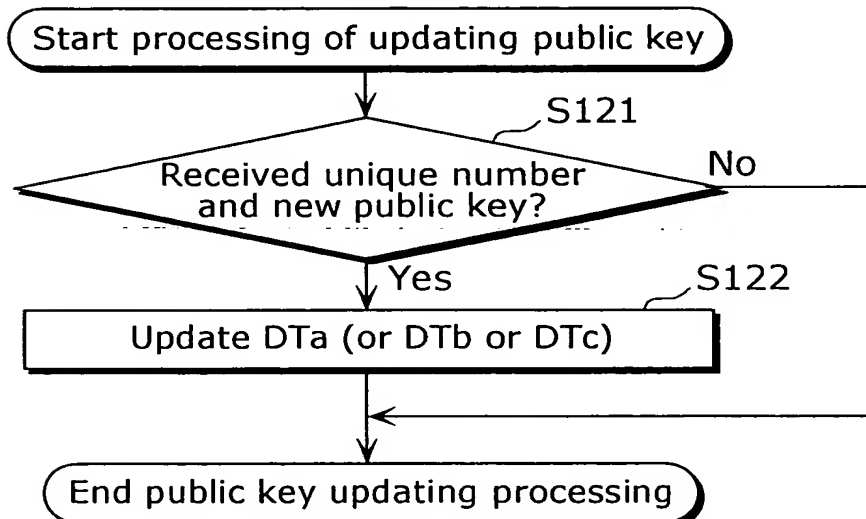 Start processing of updating public key
S121
Received unique number
and new public key?
No
Yes
S122
Update DTa (or DTb or DTc)
End public key updating processing